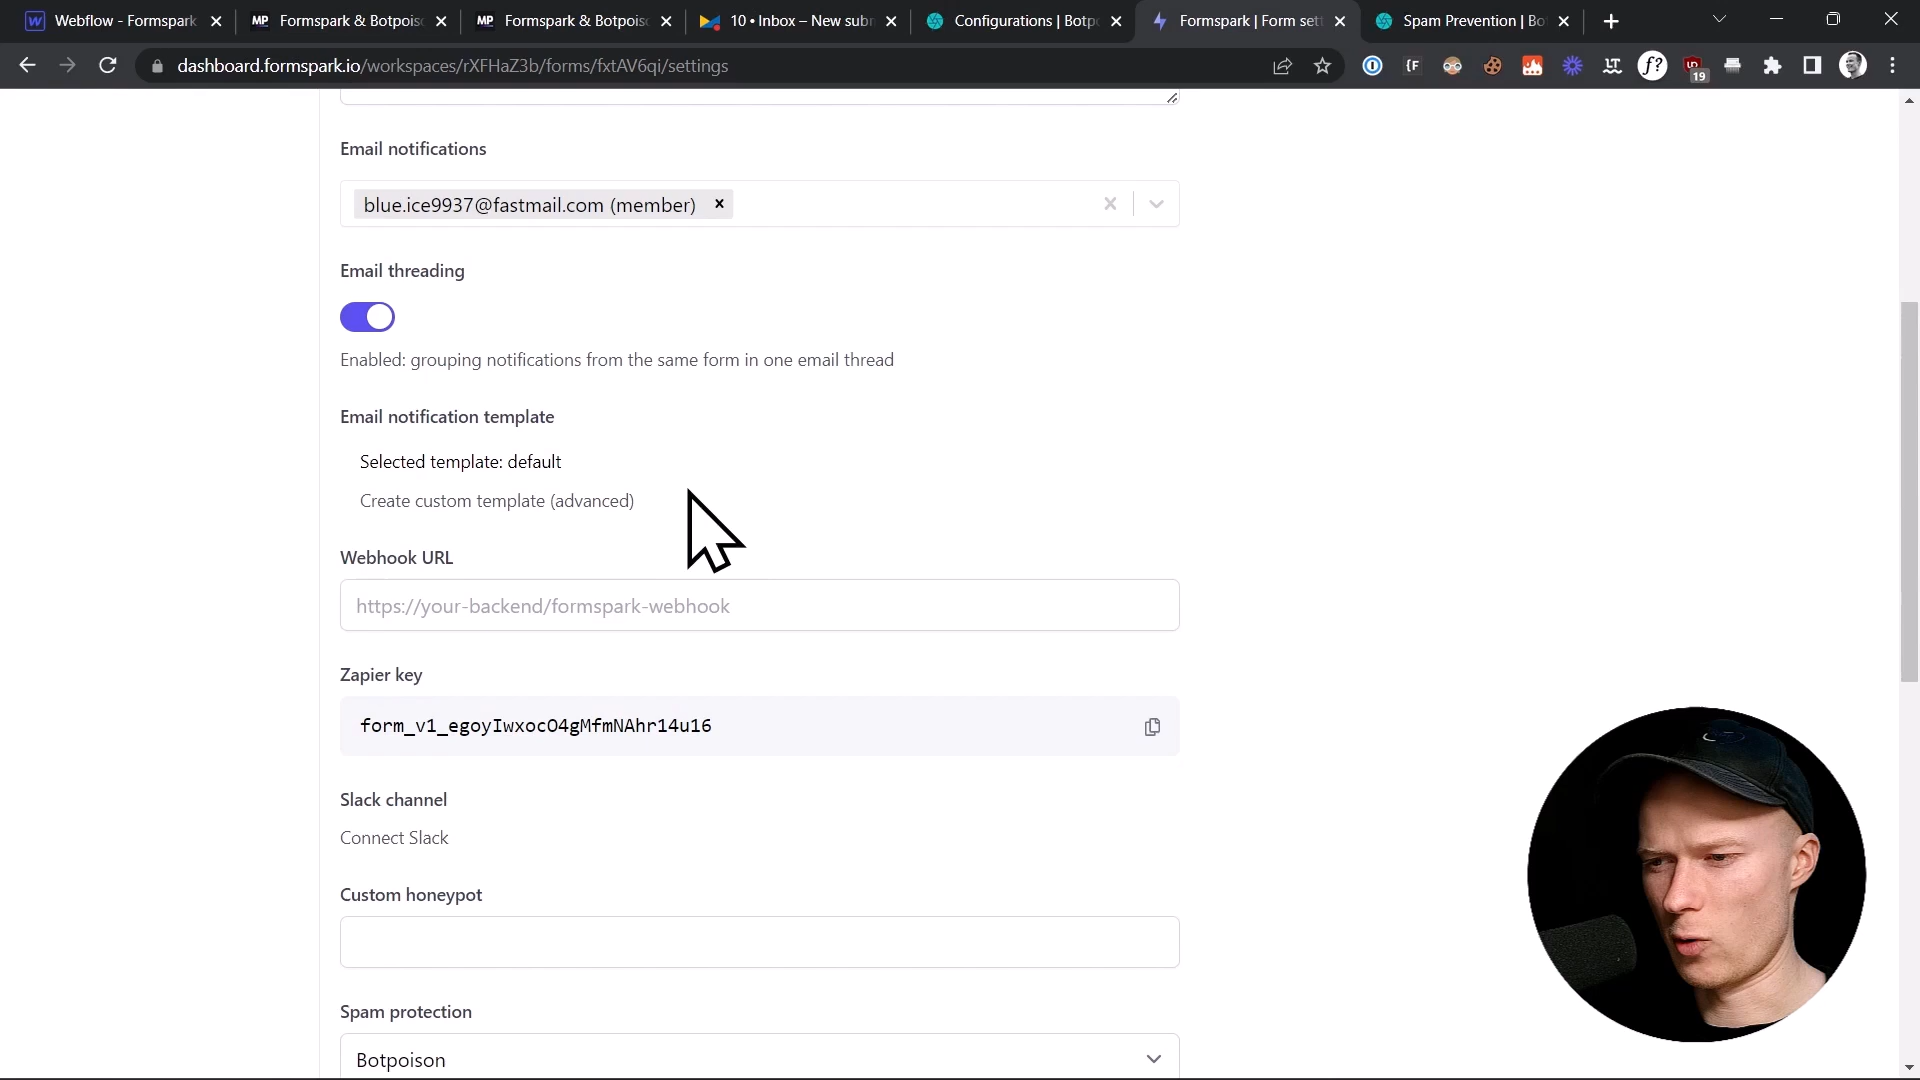 Webflow - Formspark
Formspark & Botpois
Formspark & Botpois
10 • Inbox – New subn
Configurations | Botp
Formspark | Form sett
Spam Prevention | Bo
dashboard.formspark.io/workspaces/rXFHaZ3b/forms/fxtAV6qi/settings
19
Email notifications
blue.ice9937@fastmail.com (member)
Email threading
Enabled: grouping notifications from the same form in one email thread
Email notification template
Selected template: default
Create custom template (advanced)
Webhook URL
https://your-backend/formspark-webhook
Zapier key
form_v1_egoyIwxocO4gMfmNAhr14u16
Slack channel
Connect Slack
Custom honeypot
Spam protection
Botpoison